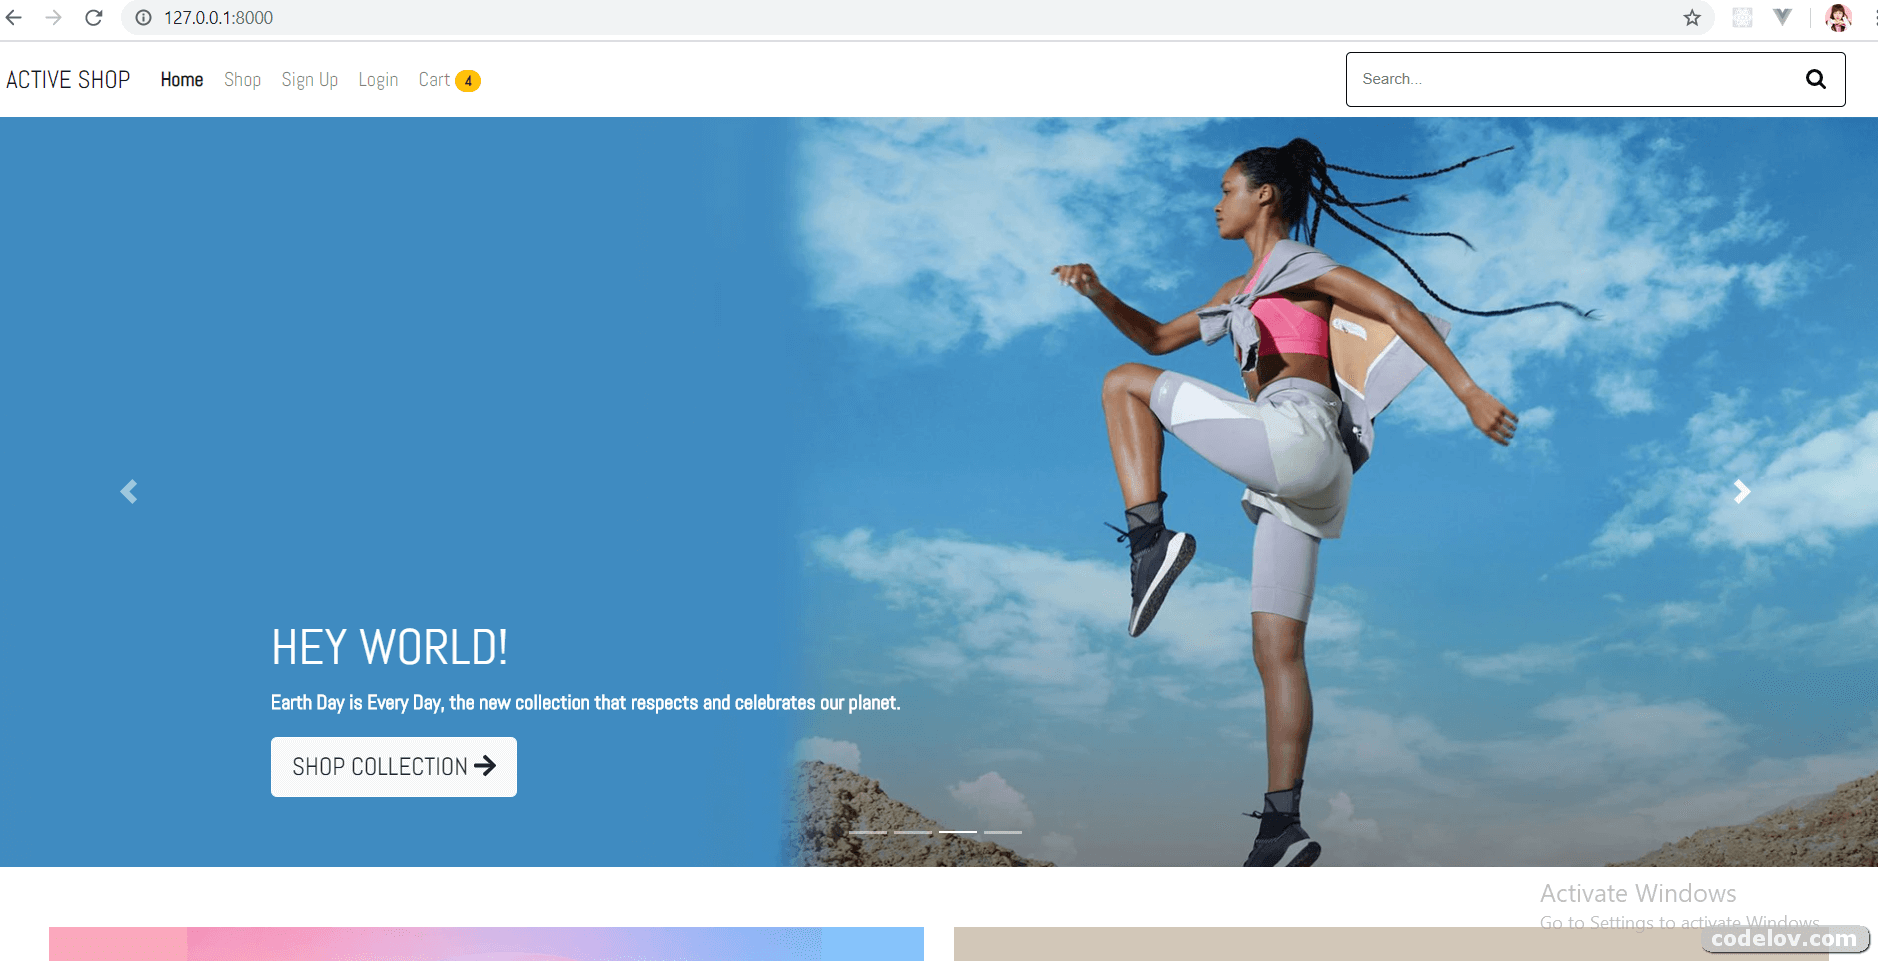 127.0.0.1:8000
ACTIVE SHOP Home Shop Sign Up Login Cart 4
Search...
HEY WORLD!
Earth Day is Every Day, the new collection that respects and celebrates our planet.
SHOP COLLECTION
Activate Windows
Go to Settings to activate Windows.
codelov.com